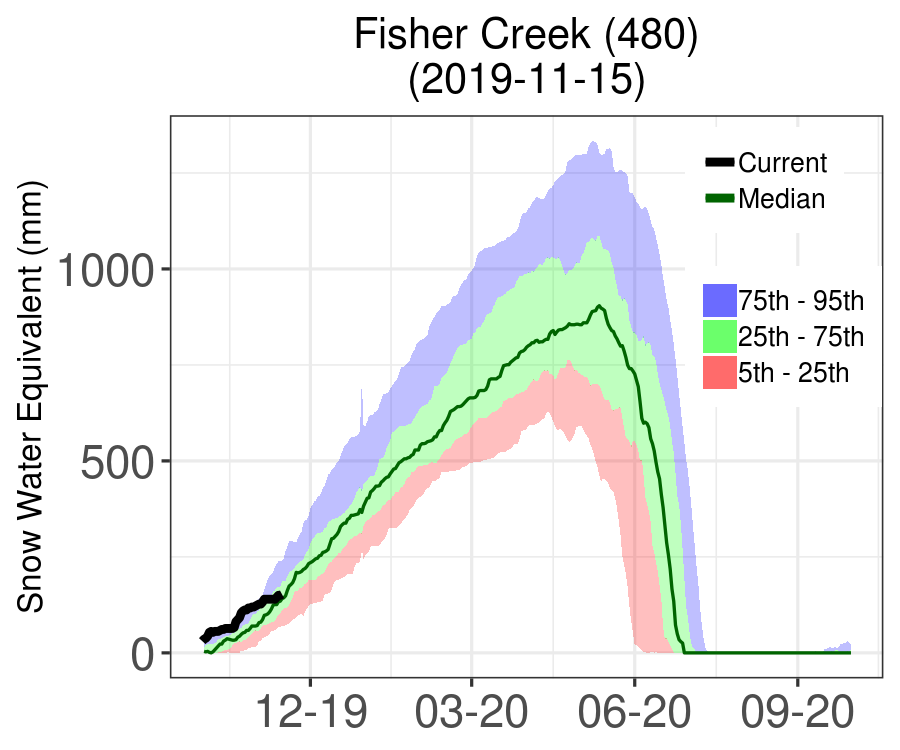 Fisher Creek (480)
(2019-11-15)
Snow Water Equivalent (mm)
1000
500
0
12-19
03-20
06-20
09-20
Current
Median
75th - 95th
25th - 75th
5th - 25th